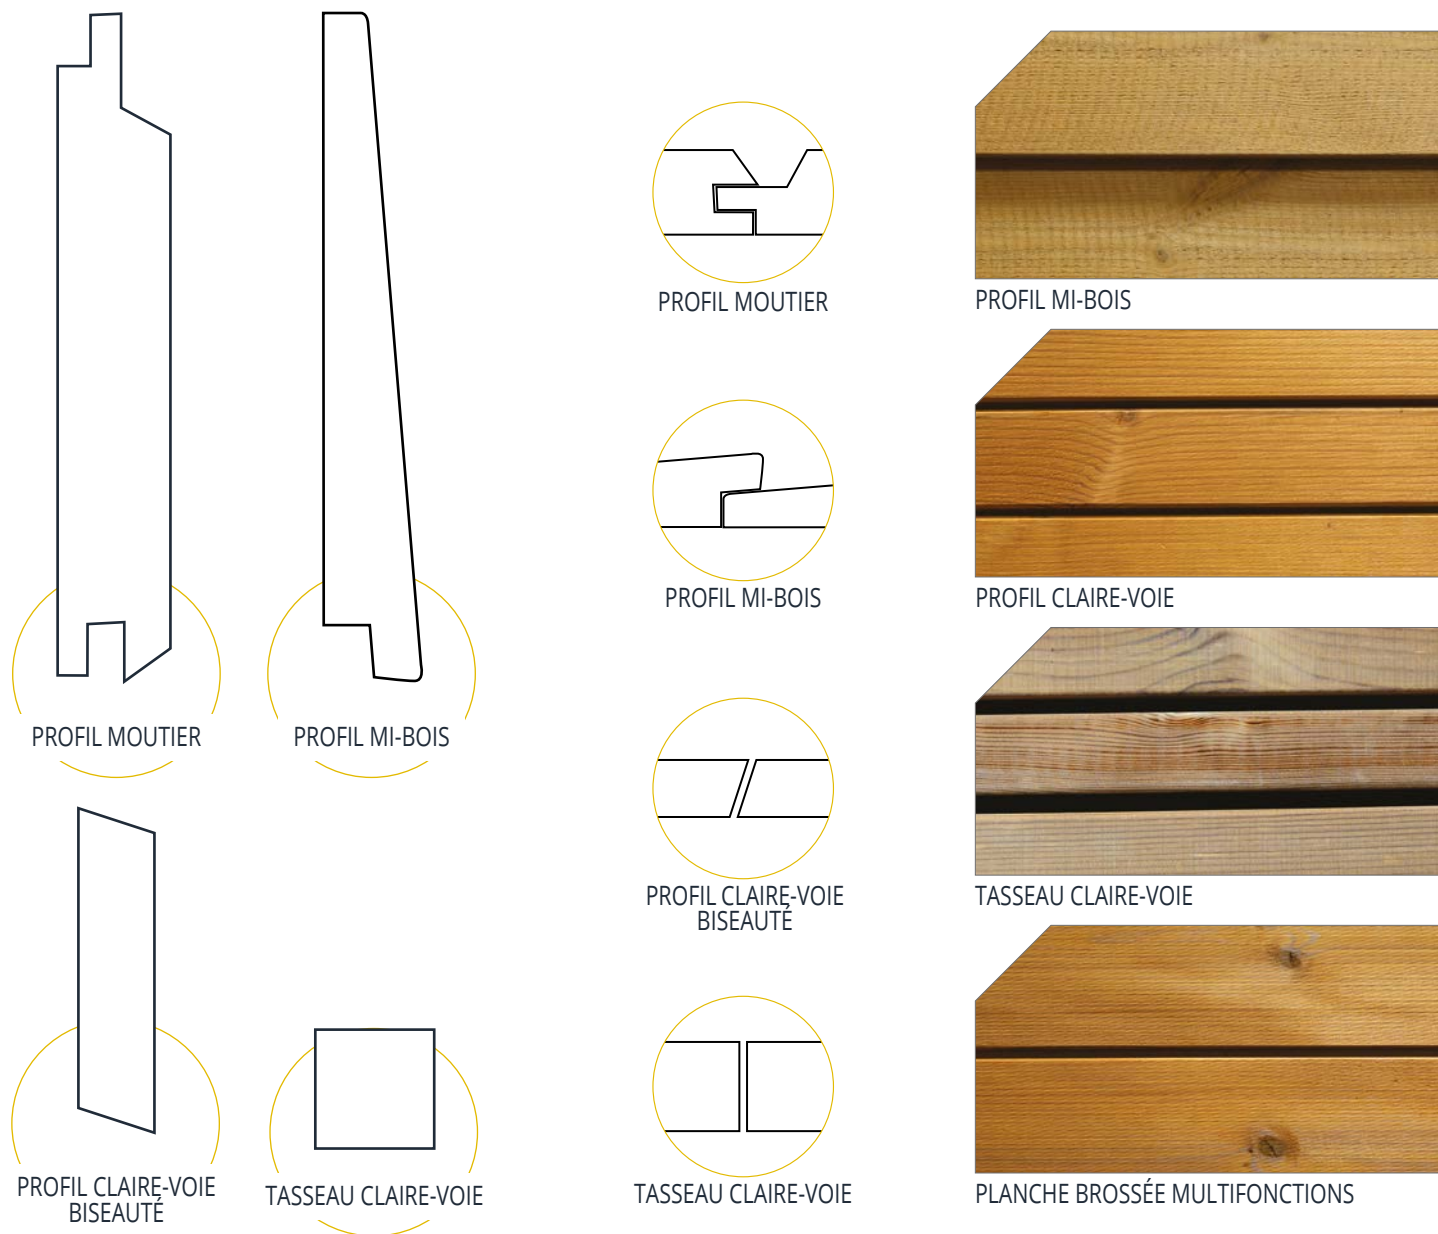 PROFIL MOUTIER
PROFIL MI-BOIS
PROFIL CLAIRE-VOIE
BISEAUTÉ
TASSEAU CLAIRE-VOIE
PROFIL MOUTIER
PROFIL MI-BOIS
PROFIL CLAIRE-VOIE
BISEAUTÉ
TASSEAU CLAIRE-VOIE
PROFIL MI-BOIS
PROFIL CLAIRE-VOIE
TASSEAU CLAIRE-VOIE
PLANCHE BROSSÉE MULTIFONCTIONS